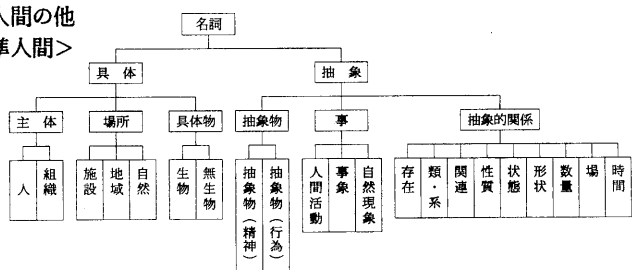 人間の他
準人間>
名詞
具体
抽象
主体
場所
具体物
抽象物
事
抽象的関係
人
組織
施設
地域
自然
生物
無生物
抽象物(精神)
抽象物(行為)
人間活動
事象
自然現象
存在
類・系
関連
性質
状態
形状
数量
場
時間